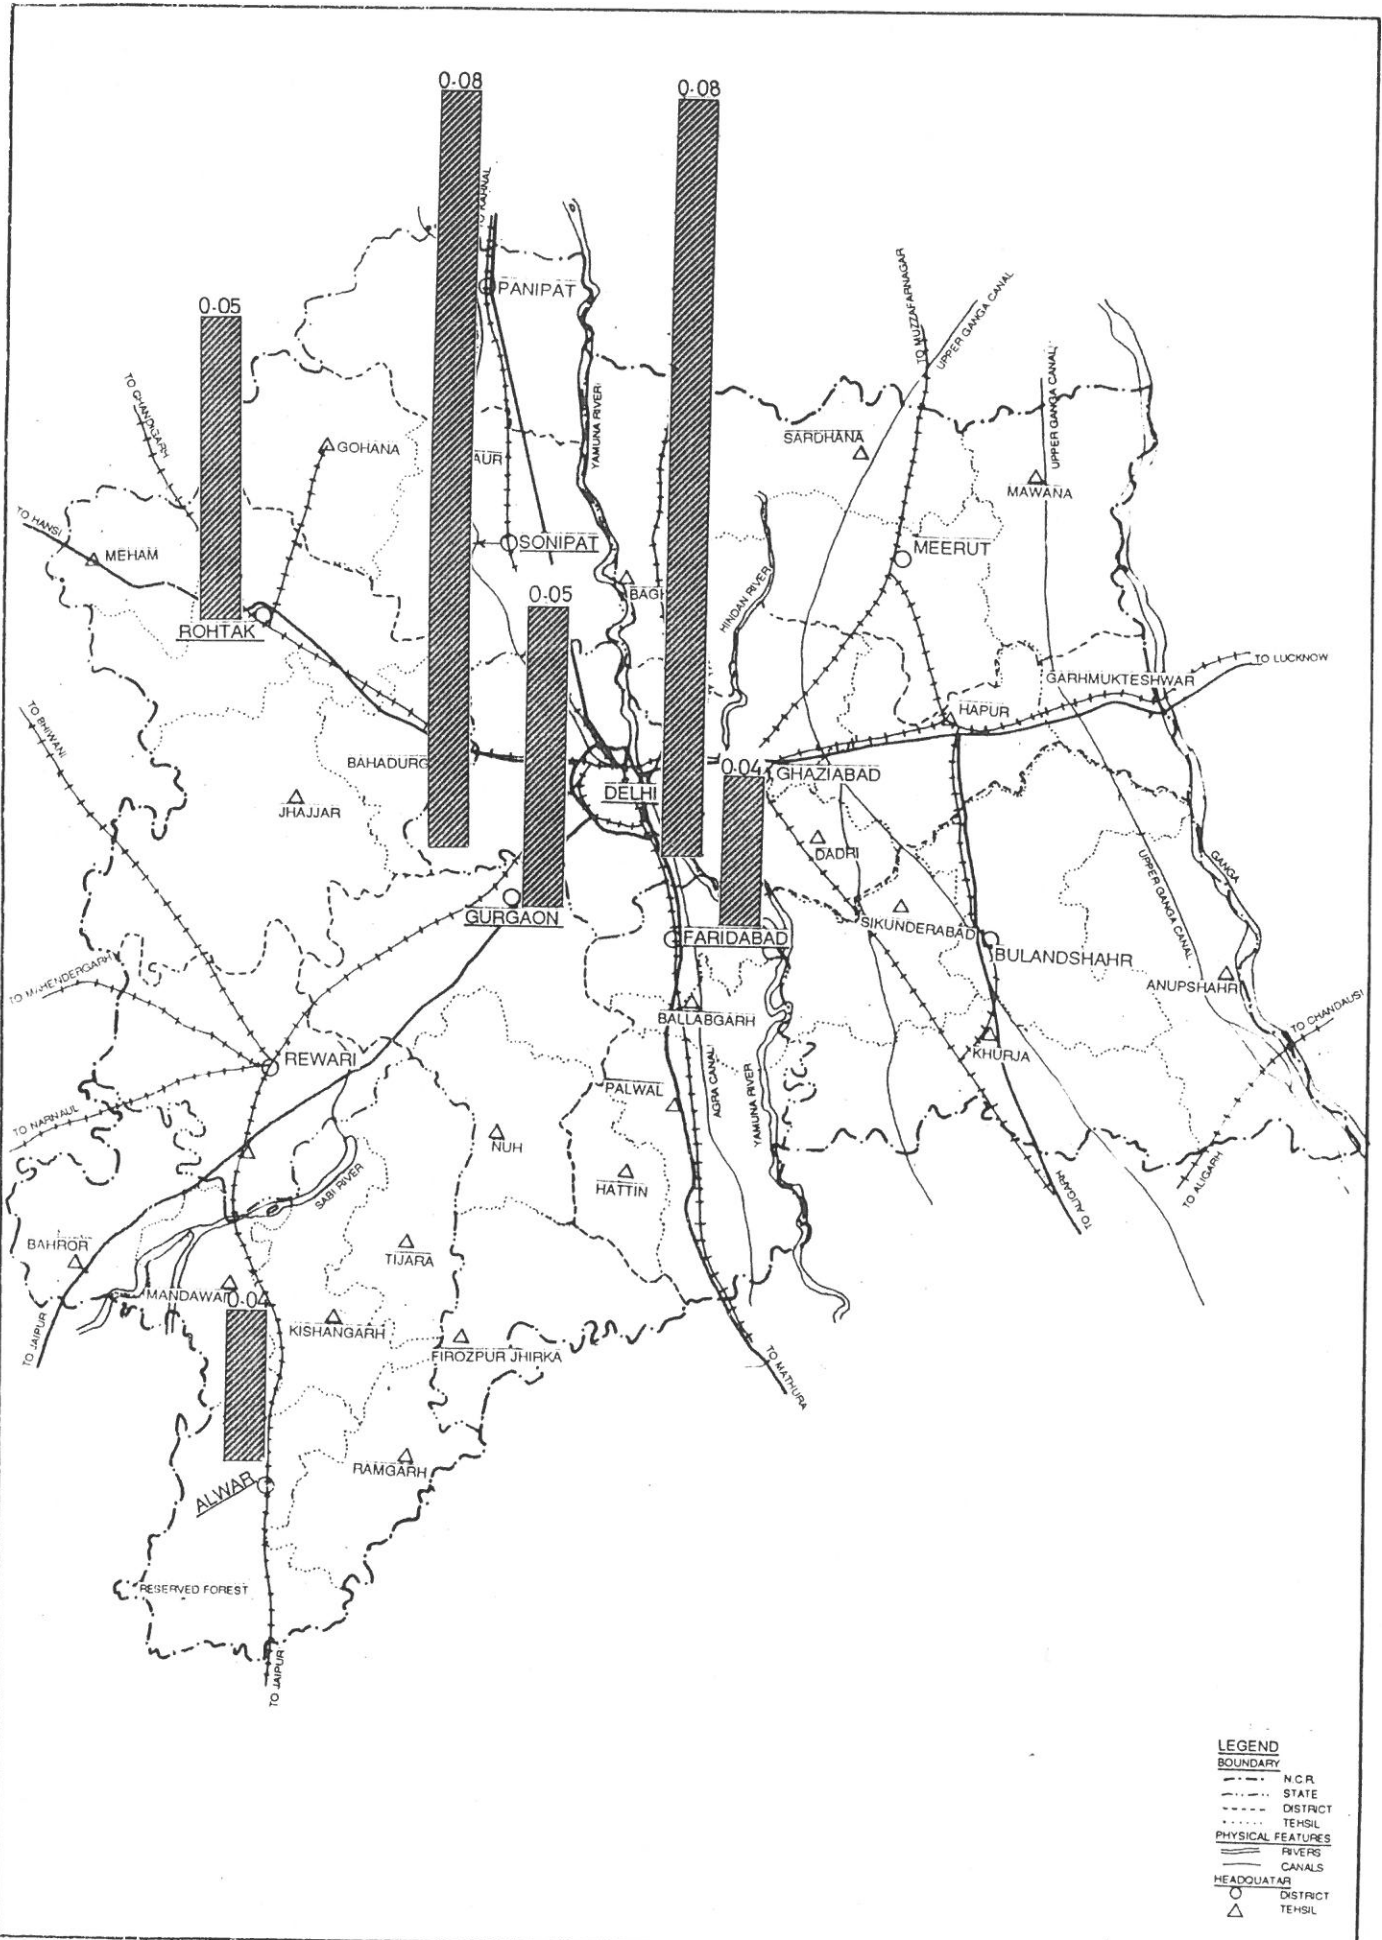 0.08
0.08
TO KARNAL
PANIPAT
0.05
TO MUZZAFARNAGAR
UPPER GANGA CANAL
TO CHANDIGARH
GOHANA
AUR
YAMUNA RIVER
SARDHANA
UPPER GANGA CANAL
MAWANA
TO HANSI
MEHAM
SONIPAT
MEERUT
0.05
BAGH
HINDAN RIVER
ROHTAK
TO LUCKNOW
GARHMUKTESHWAR
TO BHIWANI
HAPUR
BAHADURG
0.04
GHAZIABAD
DELHI
JHAJJAR
DADRI
UPPER GANGA CANAL
GANGA
GURGAON
SIKUNDERABAD
FARIDABAD
BULANDSHAHR
TO MAHENDERGARH
ANUPSHAHR
BALLABGARH
TO CHANDAUSI
REWARI
KHURJA
PALWAL
AGRA CANAL
YAMUNA RIVER
TO NARNAUL
NUH
HATTIN
SABI RIVER
TO ALIGARH
TO ALIGARH
BAHROR
TIJARA
MANDAWAR
0.04
KISHANGARH
TO JAIPUR
FIROZPUR JHIRKA
TO MATHURA
RAMGARH
ALWAR
RESERVED FOREST
TO JAIPUR
LEGEND
BOUNDARY
N.C.R.
STATE
DISTRICT
TEHSIL
PHYSICAL FEATURES
RIVERS
CANALS
HEADQUATAR
DISTRICT
TEHSIL